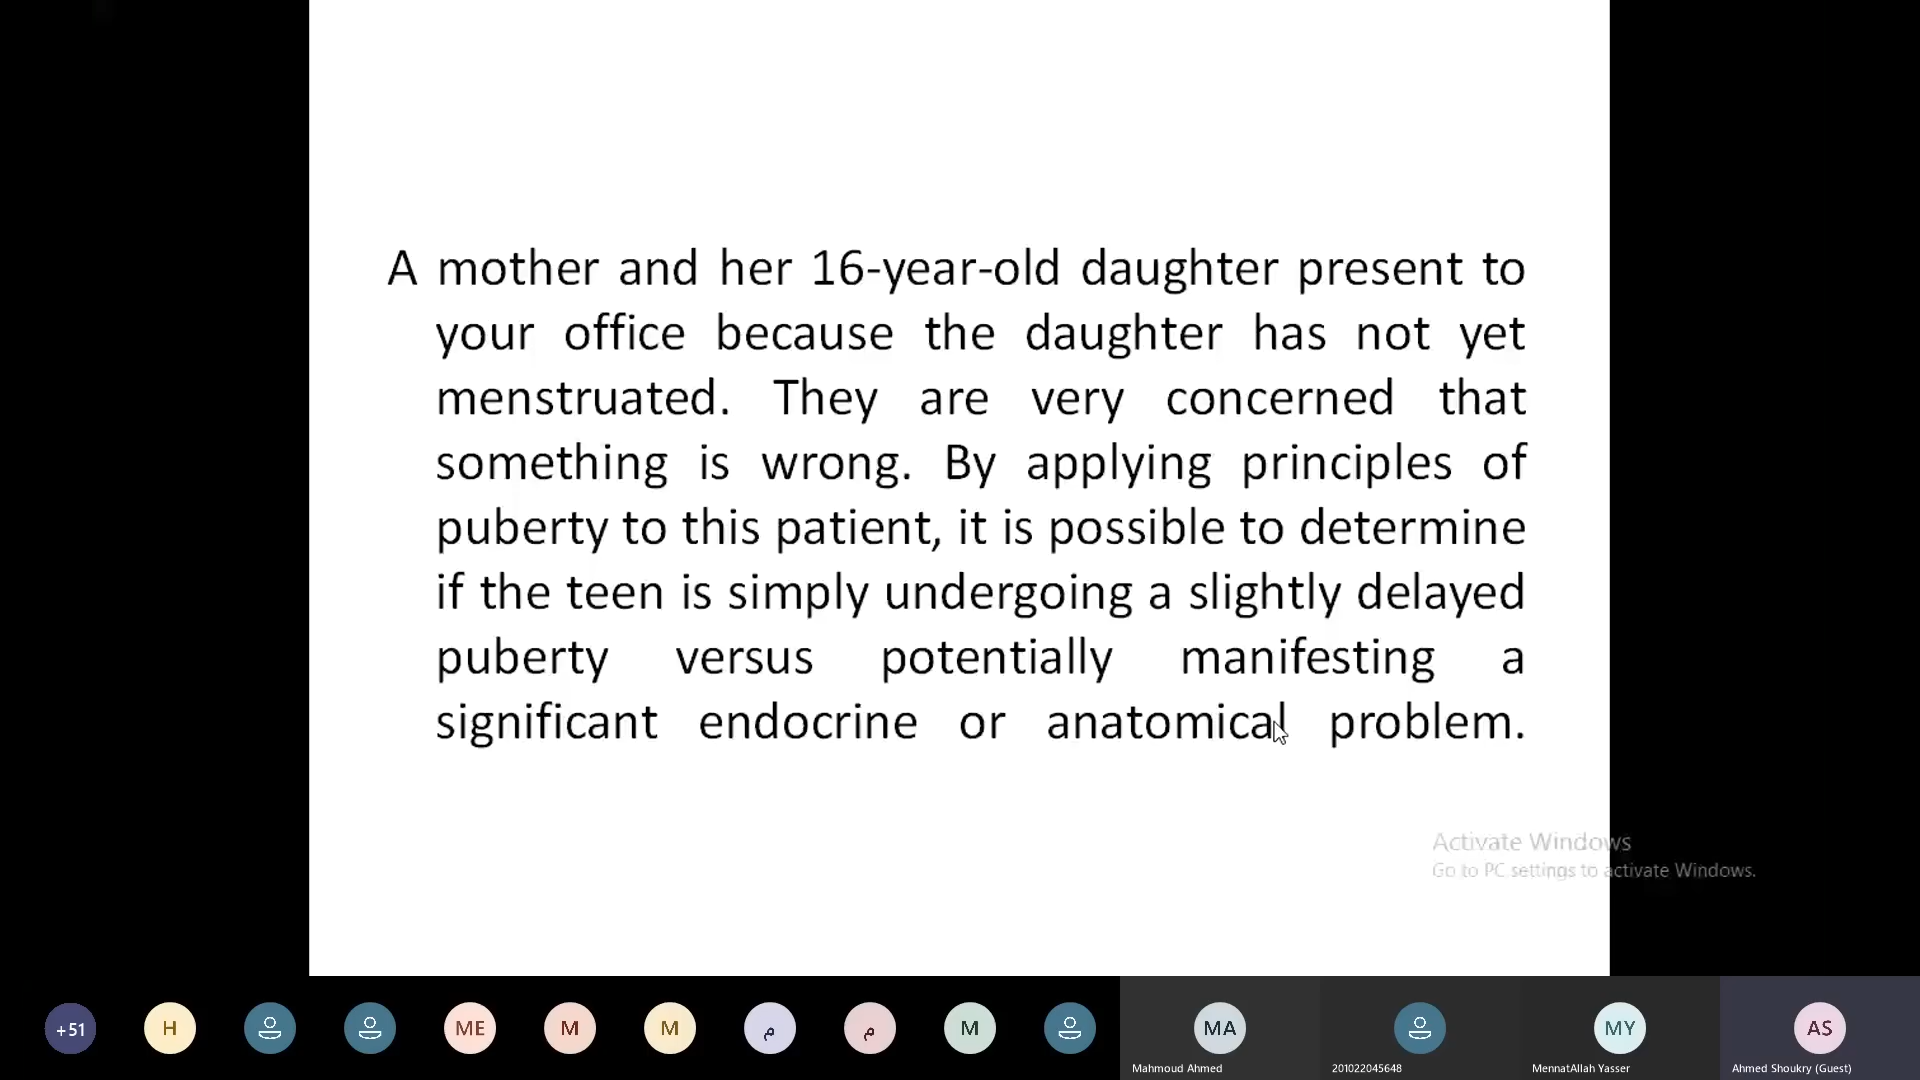 A mother and her 16-year-old daughter present to
your office because the daughter has not yet
menstruated. They are very concerned that
something is wrong. By applying principles of
puberty to this patient, it is possible to determine
if the teen is simply undergoing a slightly delayed
puberty versus potentially manifesting a
significant endocrine or anatomical problem.
Activate Windows
Go to PC settings to activate Windows.
+51
H
ME
M
M
م
م
M
MA
MY
AS
Mahmoud Ahmed
201022045648
MennatAllah Yasser
Ahmed Shoukry (Guest)